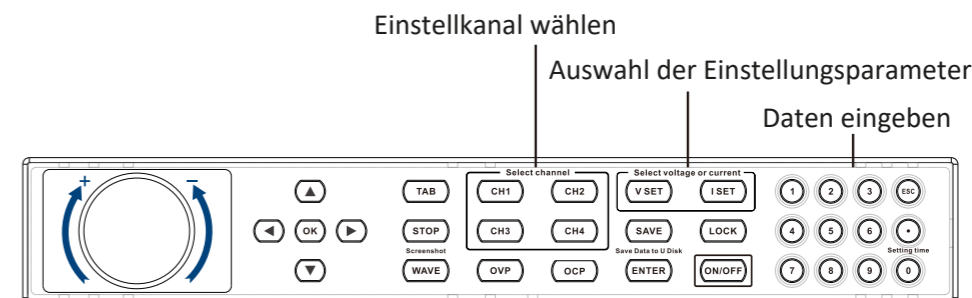 Einstellkanal wählen
Auswahl der Einstellungsparameter
Daten eingeben
Select channel
Select voltage or current
+ −
TAB CH1 CH2 V SET I SET 1 2 3 ESC
OK STOP CH3 CH4 SAVE LOCK 4 5 6 •
Screenshot Save Data to U Disk Setting time
WAVE OVP OCP ENTER ON/OFF 7 8 9 0